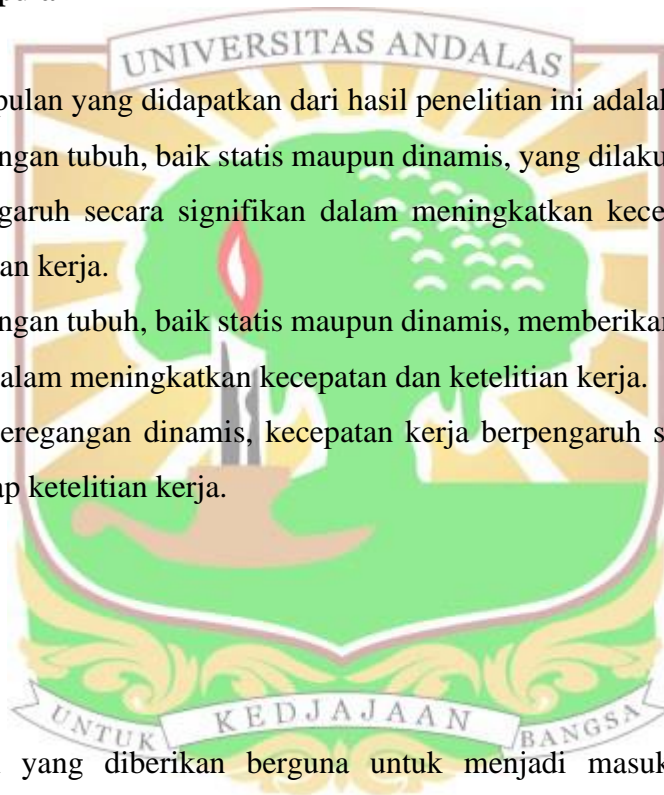 UNIVERSITAS ANDALAS
pulan yang didapatkan dari hasil penelitian ini adalah
ngan tubuh, baik statis maupun dinamis, yang dilaku
garuh secara signifikan dalam meningkatkan kece
an kerja.
ngan tubuh, baik statis maupun dinamis, memberikan
alam meningkatkan kecepatan dan ketelitian kerja.
eregangan dinamis, kecepatan kerja berpengaruh s
ap ketelitian kerja.
UNTUK KEDJAJAAN BANGSA
yang diberikan berguna untuk menjadi masuk